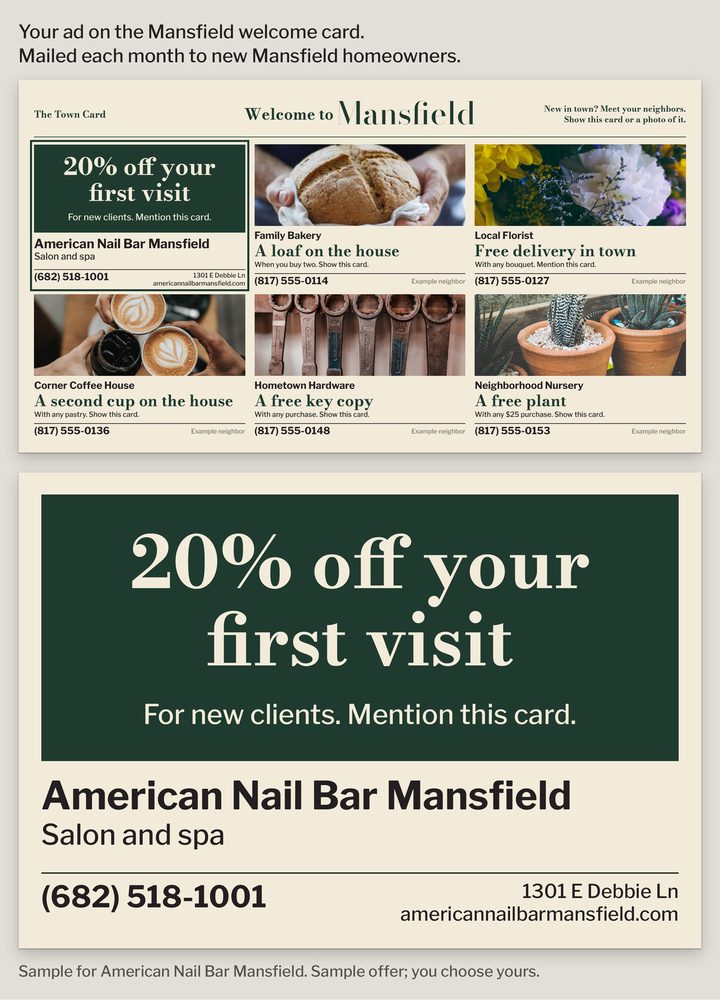 Your ad on the Mansfield welcome card.
Mailed each month to new Mansfield homeowners.
The Town Card
Welcome to Mansfield
New in town? Meet your neighbors.
Show this card or a photo of it.
20% off your
first visit
For new clients. Mention this card.
American Nail Bar Mansfield
Salon and spa
(682) 518-1001
1301 E Debbie Ln
americannailbarmansfield.com
Family Bakery
A loaf on the house
When you buy two. Show this card.
(817) 555-0114
Example neighbor
Local Florist
Free delivery in town
With any bouquet. Mention this card.
(817) 555-0127
Example neighbor
Corner Coffee House
A second cup on the house
With any pastry. Show this card.
(817) 555-0136
Example neighbor
Hometown Hardware
A free key copy
With any purchase. Show this card.
(817) 555-0148
Example neighbor
Neighborhood Nursery
A free plant
With any $25 purchase. Show this card.
(817) 555-0153
Example neighbor
20% off your
first visit
For new clients. Mention this card.
American Nail Bar Mansfield
Salon and spa
(682) 518-1001
1301 E Debbie Ln
americannailbarmansfield.com
Sample for American Nail Bar Mansfield. Sample offer; you choose yours.